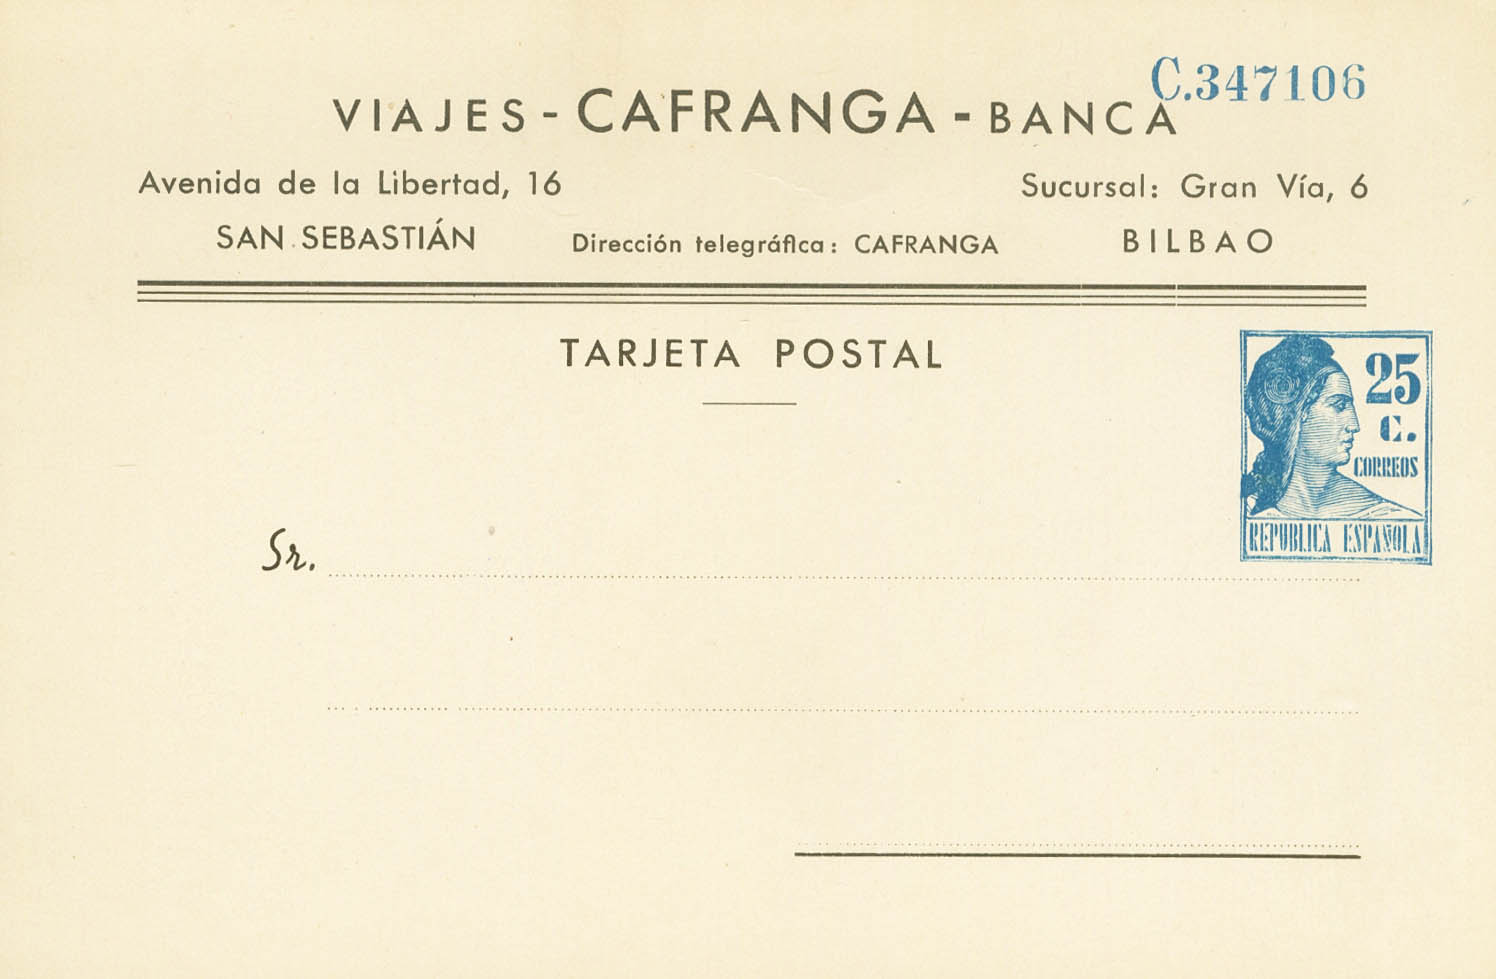 C.347106
VIAJES - CAFRANGA - BANCA
Avenida de la Libertad, 16
SAN SEBASTIÁN
Dirección telegráfica: CAFRANGA
Sucursal: Gran Vía, 6
BILBAO
TARJETA POSTAL
25
C.
CORREOS
REPUBLICA ESPAÑOLA
Sr.